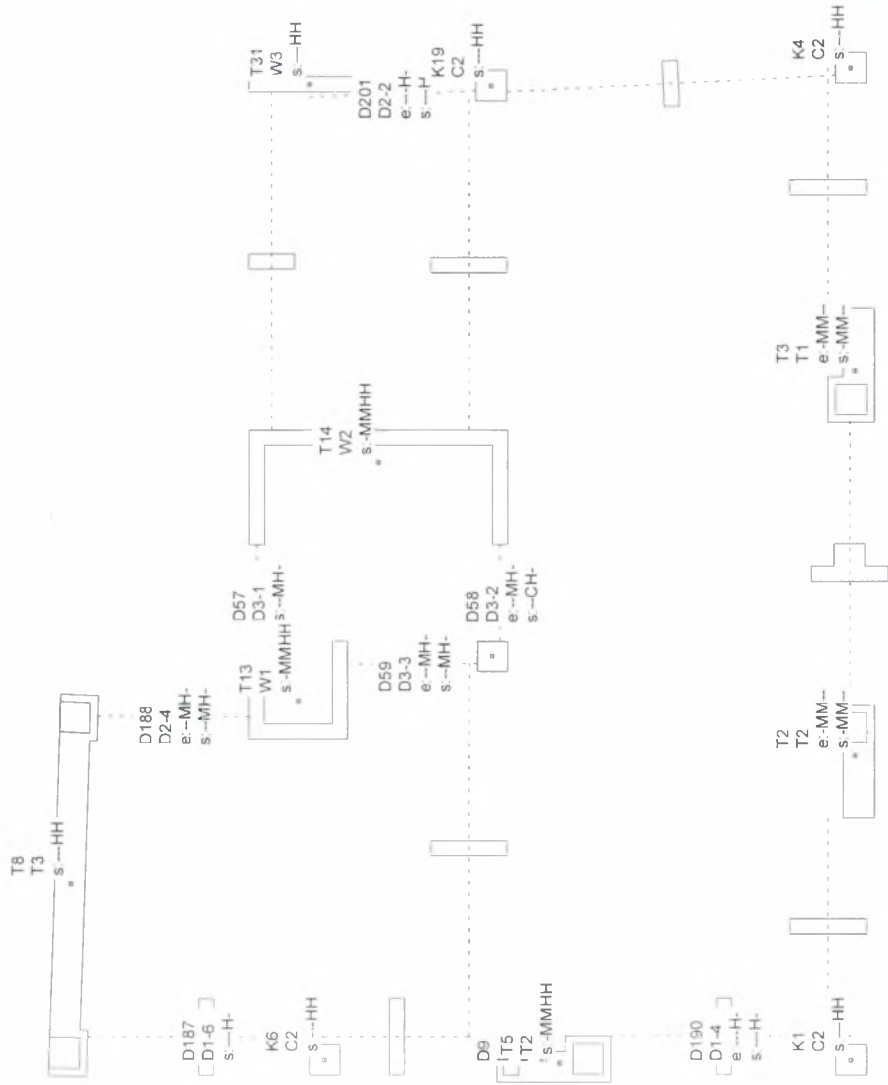 T31
W3
s:---HH
D201
D2-2
e:---H-
s:---H
K19
C2
s:---HH
K4
C2
s:---HH
T14
W2
s:-MMHH
T3
T1
e:-MM--
s:-MM--
D57
D3-1
s:--MH-
D58
D3-2
e:--MH-
s:--CH-
T13
W1
s:-MMHH
D59
D3-3
e:--MH-
s:--MH-
D188
D2-4
e:--MH-
s:--MH-
T2
T2
e:-MM--
s:-MM--
T8
T3
s:---HH
D187
D1-6
s:---H-
K6
C2
s:---HH
D9
T5
T2
s:-MMHH
D190
D1-4
e:---H-
s:---H-
K1
C2
s:---HH